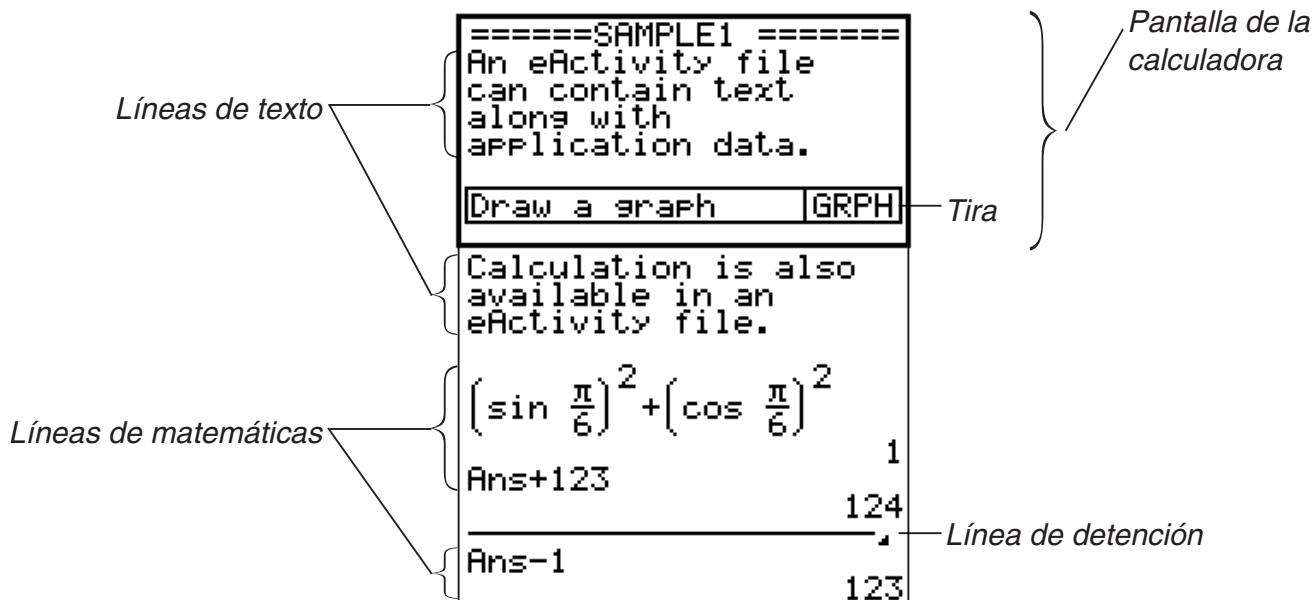 ======SAMPLE1 =======
Pantalla de la
calculadora
An eActivity file
can contain text
along with
application data.
Líneas de texto
Draw a graph GRPH
Tira
Calculation is also
available in an
eActivity file.
(sin π/6)²+(cos π/6)²
1
Líneas de matemáticas
Ans+123
124
Línea de detención
Ans-1
123